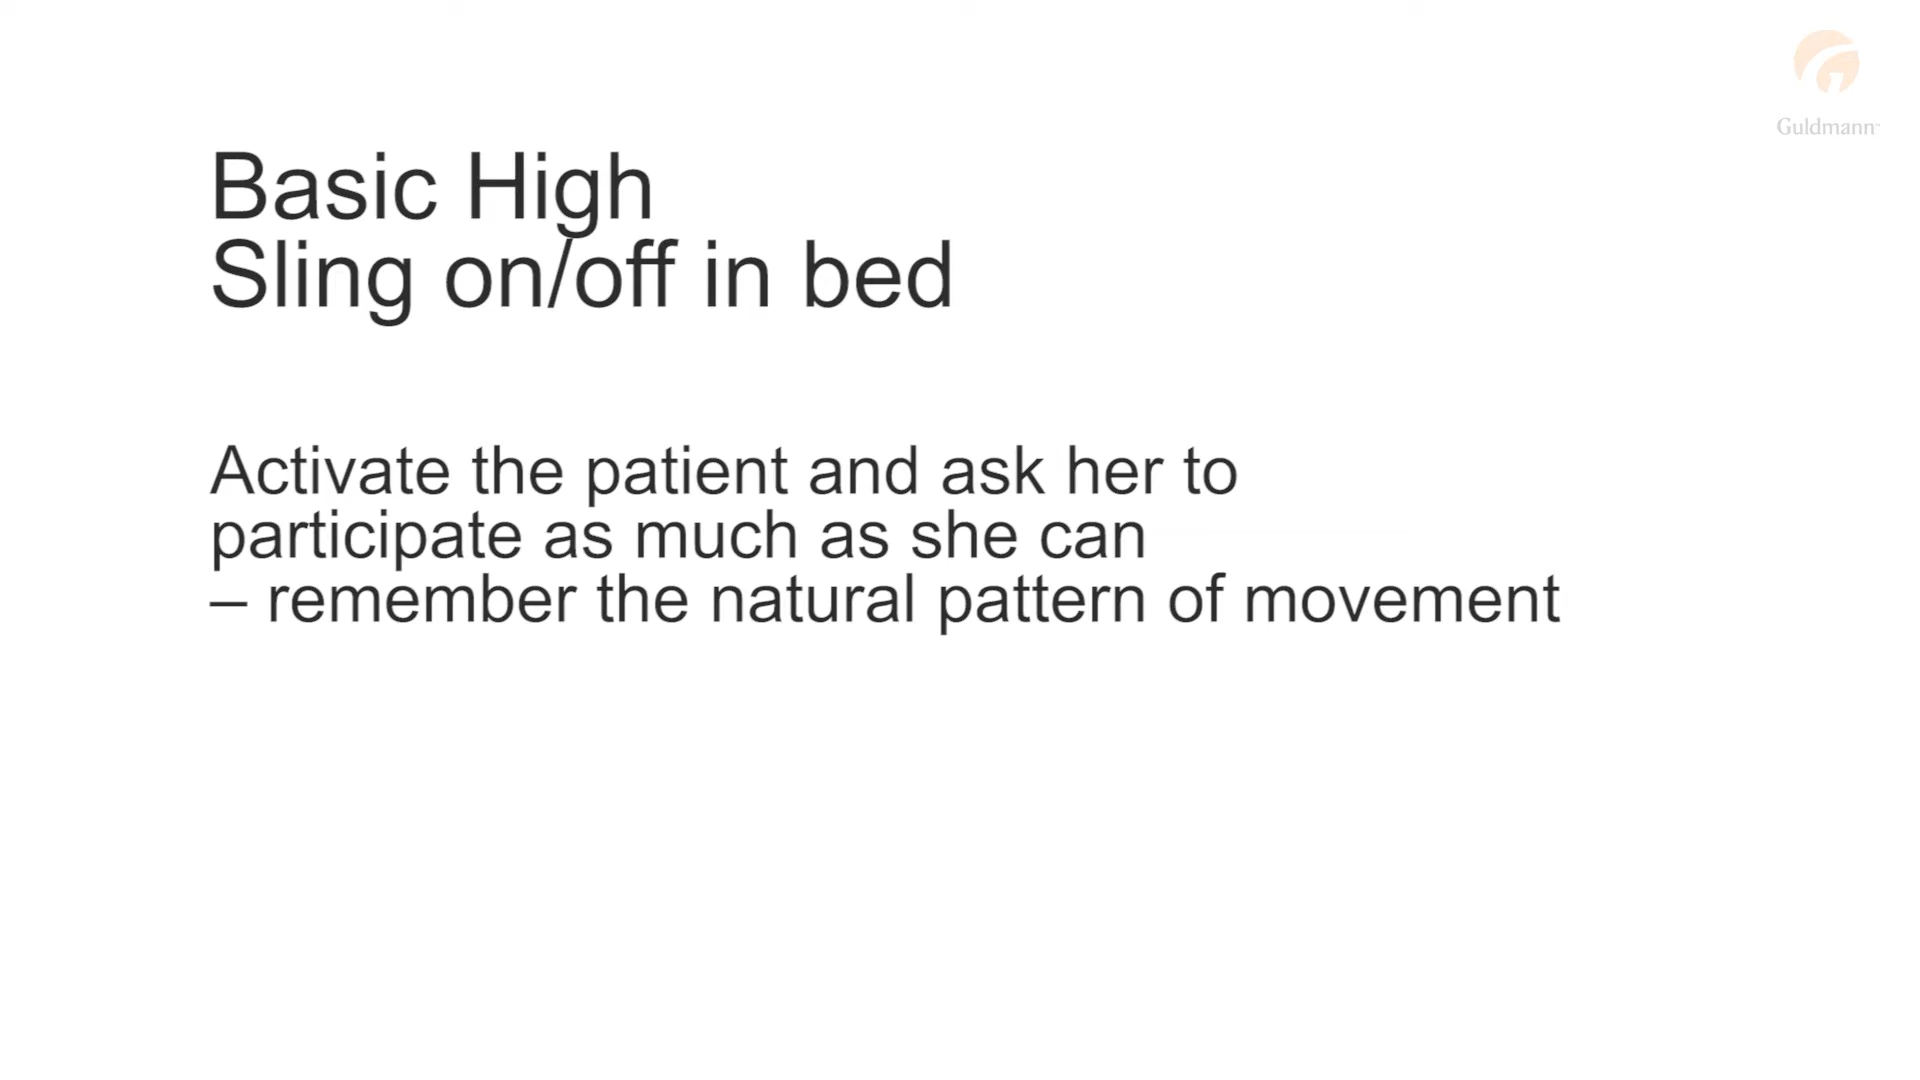 Guldmann™
Basic High
Sling on/off in bed
Activate the patient and ask her to
participate as much as she can
– remember the natural pattern of movement